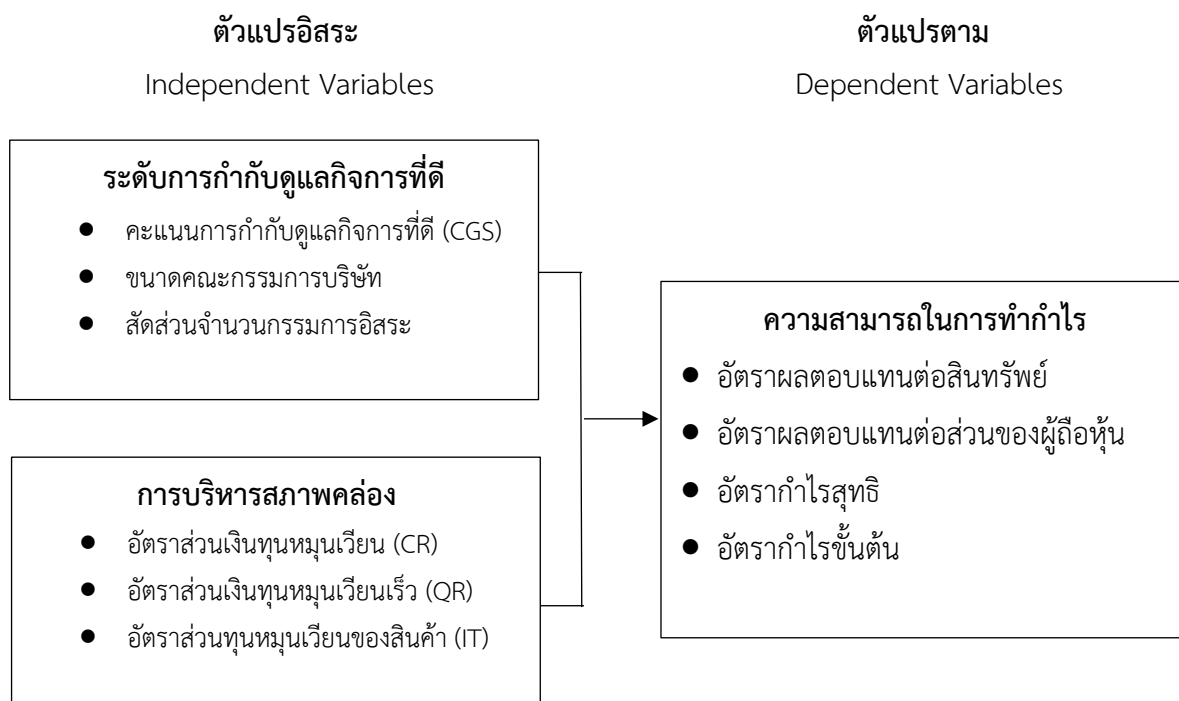 ตัวแปรอิสระ
Independent Variables
ระดับการกำกับดูแลกิจการที่ดี
● คะแนนการกำกับดูแลกิจการที่ดี (CGS)
● ขนาดคณะกรรมการบริษัท
● สัดส่วนจำนวนกรรมการอิสระ
การบริหารสภาพคล่อง
● อัตราส่วนเงินทุนหมุนเวียน (CR)
● อัตราส่วนเงินทุนหมุนเวียนเร็ว (QR)
● อัตราส่วนทุนหมุนเวียนของสินค้า (IT)
ตัวแปรตาม
Dependent Variables
ความสามารถในการทำกำไร
● อัตราผลตอบแทนต่อสินทรัพย์
● อัตราผลตอบแทนต่อส่วนของผู้ถือหุ้น
● อัตรากำไรสุทธิ
● อัตรากำไรขั้นต้น